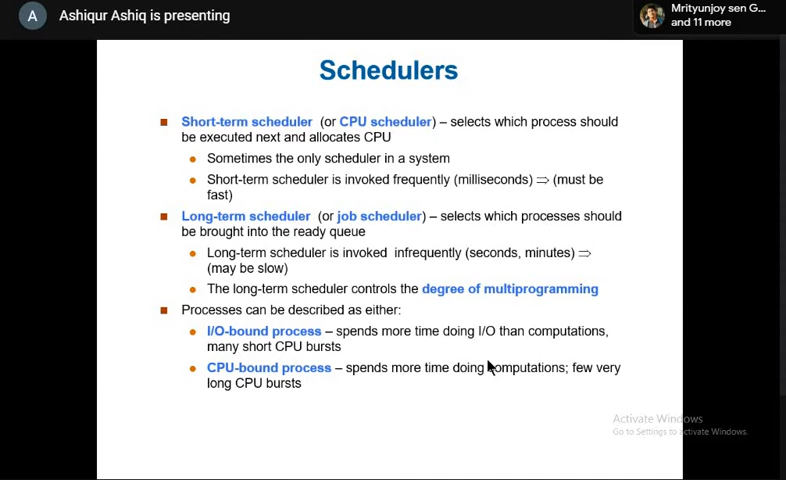 A
Ashiqur Ashiq is presenting
Mrityunjoy sen G...
and 11 more
Schedulers
Short-term scheduler (or CPU scheduler) – selects which process should
be executed next and allocates CPU
Sometimes the only scheduler in a system
Short-term scheduler is invoked frequently (milliseconds) ⇒ (must be
fast)
Long-term scheduler (or job scheduler) – selects which processes should
be brought into the ready queue
Long-term scheduler is invoked infrequently (seconds, minutes) ⇒
(may be slow)
The long-term scheduler controls the degree of multiprogramming
Processes can be described as either:
I/O-bound process – spends more time doing I/O than computations,
many short CPU bursts
CPU-bound process – spends more time doing computations; few very
long CPU bursts
Activate Windows
Go to Settings to activate Windows.